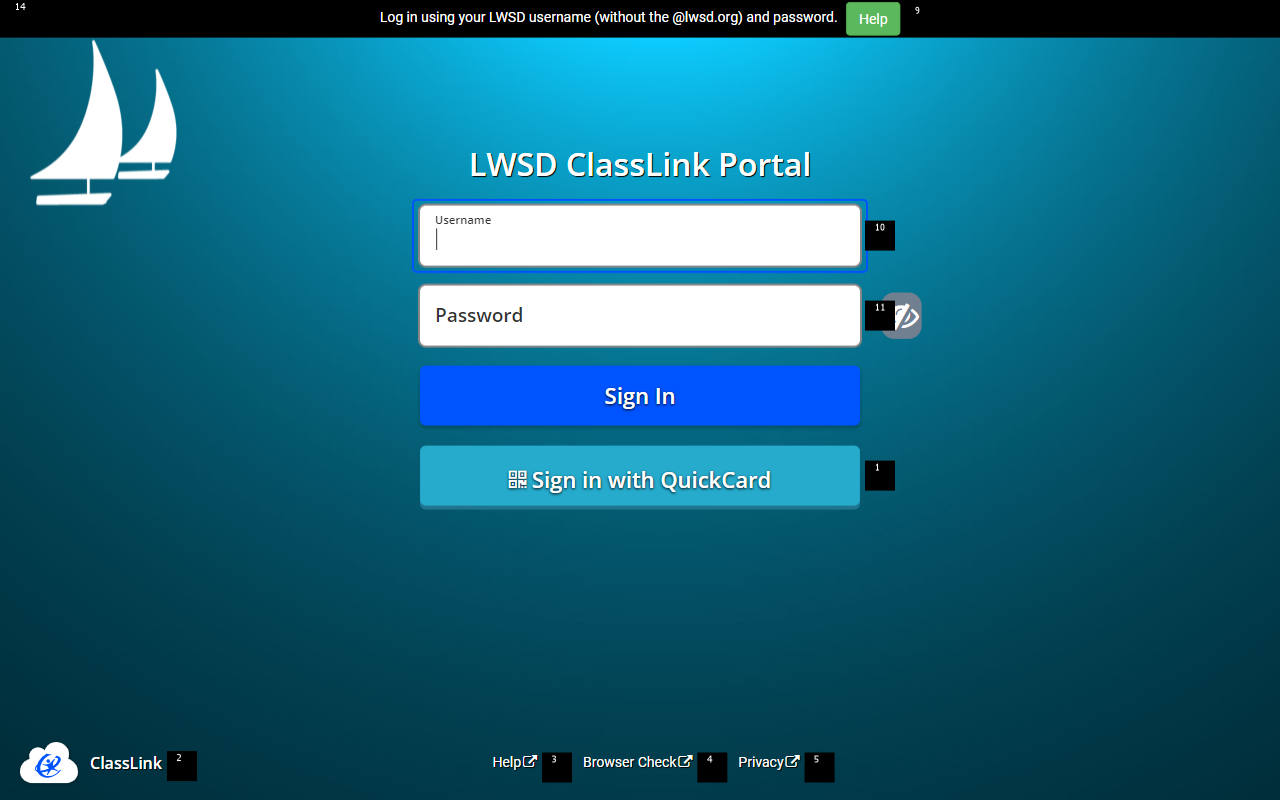 14
Log in using your LWSD username (without the @lwsd.org) and password. Help 9
LWSD ClassLink Portal
Username
10
Password
11
Sign In
Sign in with QuickCard
1
ClassLink 2
Help 3 Browser Check 4 Privacy 5